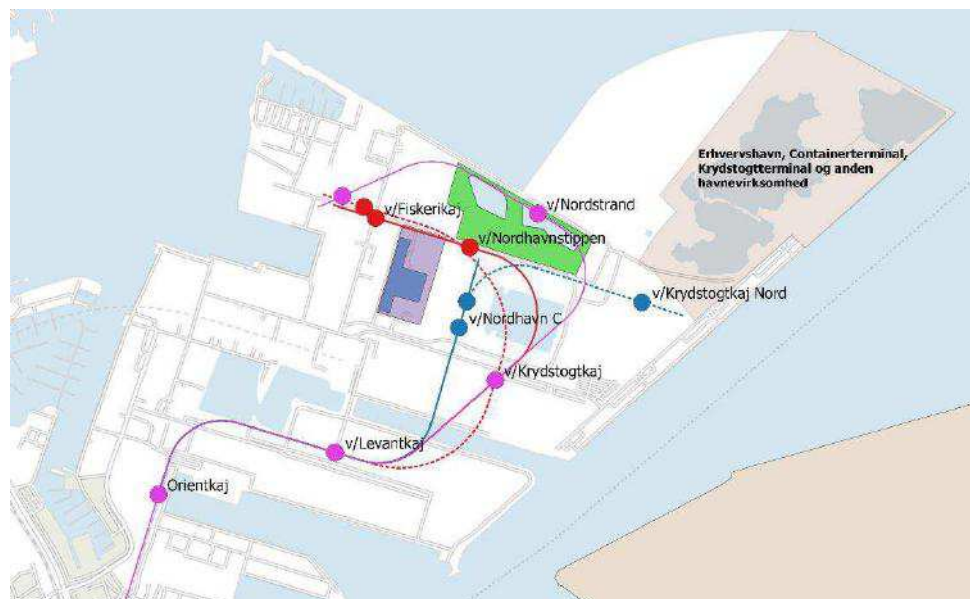 Erhvervshavn, Containerterminal,
Krydstogtterminal og anden
havnevirksomhed
v/Nordstrand
v/Fiskerikaj
v/Nordhavnstippen
v/Krydstogtkaj Nord
v/Nordhavn C
v/Krydstogtkaj
v/Levantkaj
Orientkaj